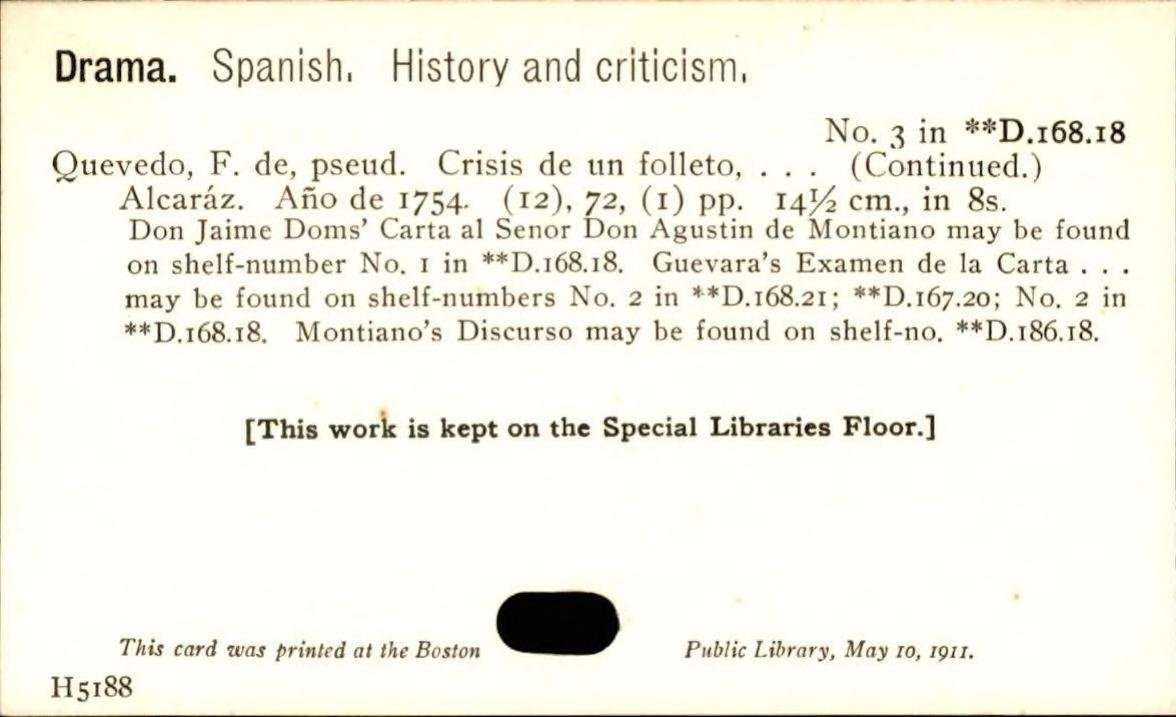 Drama. Spanish. History and criticism.
No. 3 in **D.168.18
Quevedo, F. de, pseud. Crisis de un folleto, . . . (Continued.)
Alcaráz. Año de 1754. (12), 72, (1) pp. 14½ cm., in 8s.
Don Jaime Doms' Carta al Senor Don Agustin de Montiano may be found
on shelf-number No. 1 in **D.168.18. Guevara's Examen de la Carta . . .
may be found on shelf-numbers No. 2 in **D.168.21; **D.167.20; No. 2 in
**D.168.18. Montiano's Discurso may be found on shelf-no. **D.186.18.
[This work is kept on the Special Libraries Floor.]
This card was printed at the Boston Public Library, May 10, 1911.
H5188